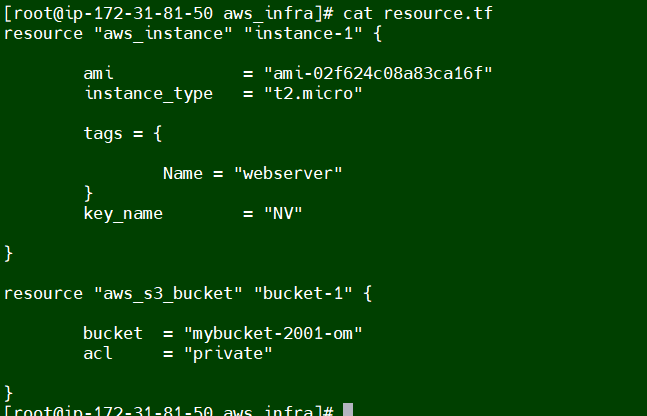 [root@ip-172-31-81-50 aws_infra]# cat resource.tf
resource "aws_instance" "instance-1" {
ami = "ami-02f624c08a83ca16f"
instance_type = "t2.micro"
tags = {
Name = "webserver"
}
key_name = "NV"
}
resource "aws_s3_bucket" "bucket-1" {
bucket = "mybucket-2001-om"
acl = "private"
}
[root@ip-172-31-81-50 aws_infra]#